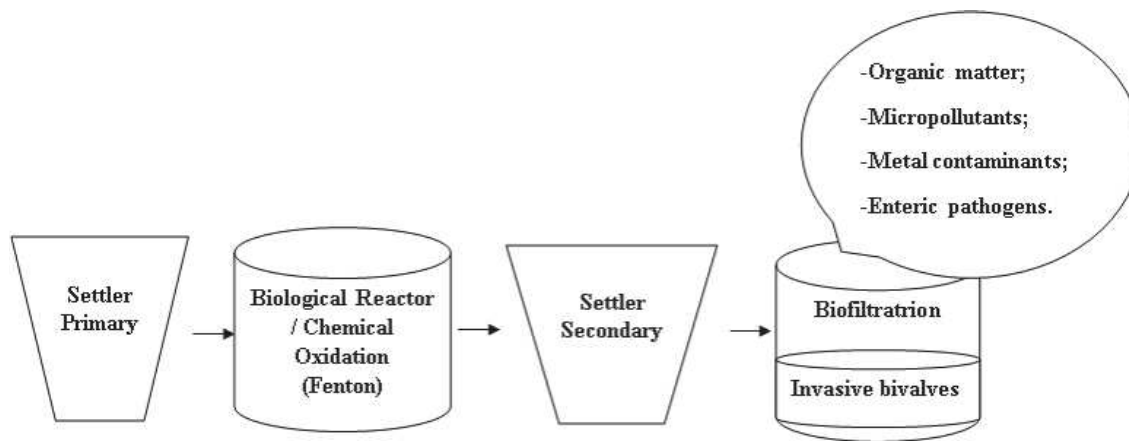 -Organic matter;
-Micropollutants;
-Metal contaminants;
-Enteric pathogens.
Settler
Primary
Biological Reactor
/ Chemical
Oxidation
(Fenton)
Settler
Secondary
Biofiltratrion
Invasive bivalves